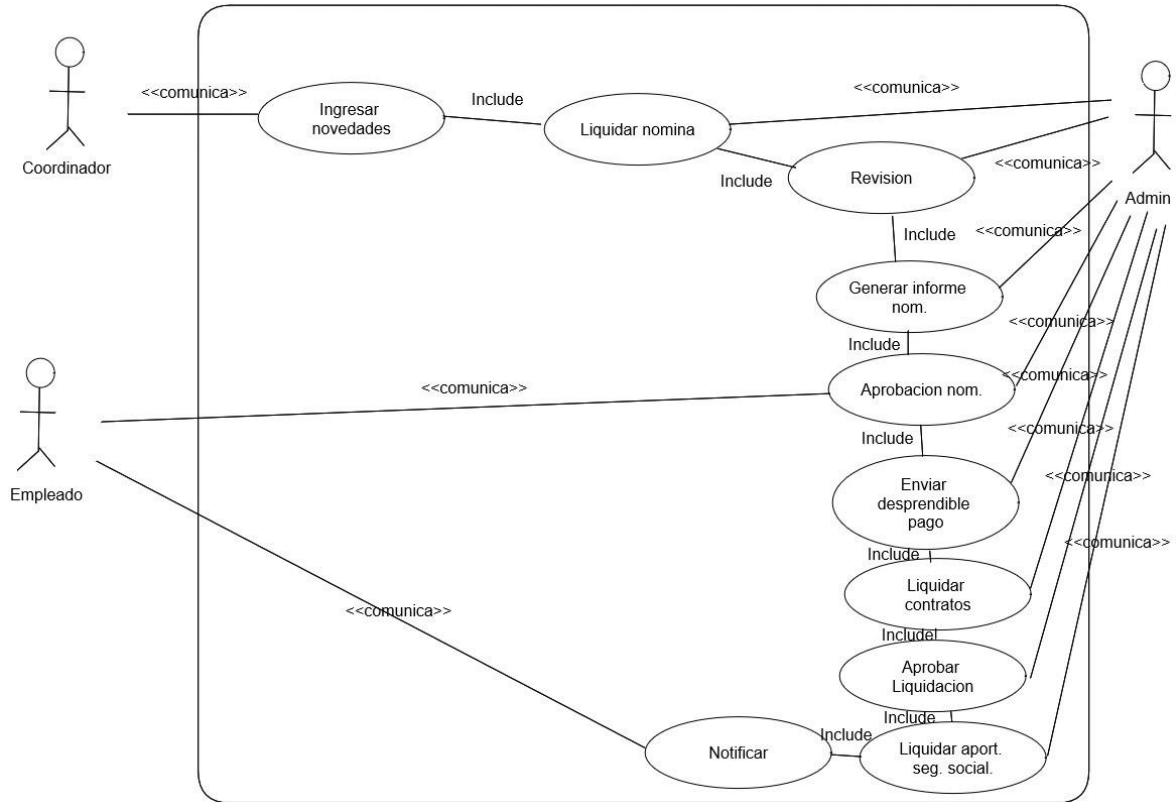 <<comunica>>
Ingresar
novedades
Include
Liquidar nomina
<<comunica>>
Coordinador
Include
Revision
<<comunica>>
Admin
Include
<<comunica>>
Generar informe
nom.
<<comunica>>
Include
<<comunica>>
Aprobacion nom.
<<comunica>>
Include
<<comunica>>
Empleado
Enviar
desprendible
pago
<<comunica>>
Include
<<comunica>>
Liquidar
contratos
<<comunica>>
Include
Aprobar
Liquidacion
Include
Notificar
Include
Liquidar aport.
seg. social.